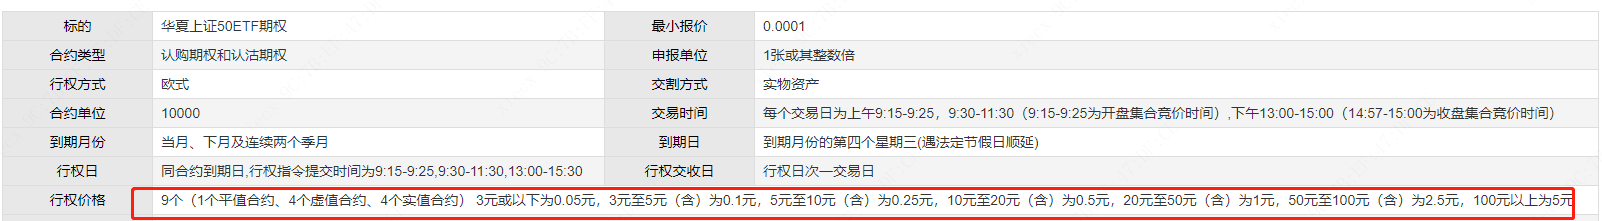 标的 华夏上证50ETF期权 最小报价 0.0001
合约类型 认购期权和认沽期权 申报单位 1张或其整数倍
行权方式 欧式 交割方式 实物资产
合约单位 10000 交易时间 每个交易日为上午9:15-9:25，9:30-11:30（9:15-9:25为开盘集合竞价时间）,下午13:00-15:00（14:57-15:00为收盘集合竞价时间）
到期月份 当月、下月及连续两个季月 到期日 到期月份的第四个星期三(遇法定节假日顺延)
行权日 同合约到期日,行权指令提交时间为9:15-9:25,9:30-11:30,13:00-15:30 行权交收日 行权日次一交易日
行权价格 9个（1个平值合约、4个虚值合约、4个实值合约） 3元或以下为0.05元，3元至5元（含）为0.1元，5元至10元（含）为0.25元，10元至20元（含）为0.5元，20元至50元（含）为1元，50元至100元（含）为2.5元，100元以上为5元